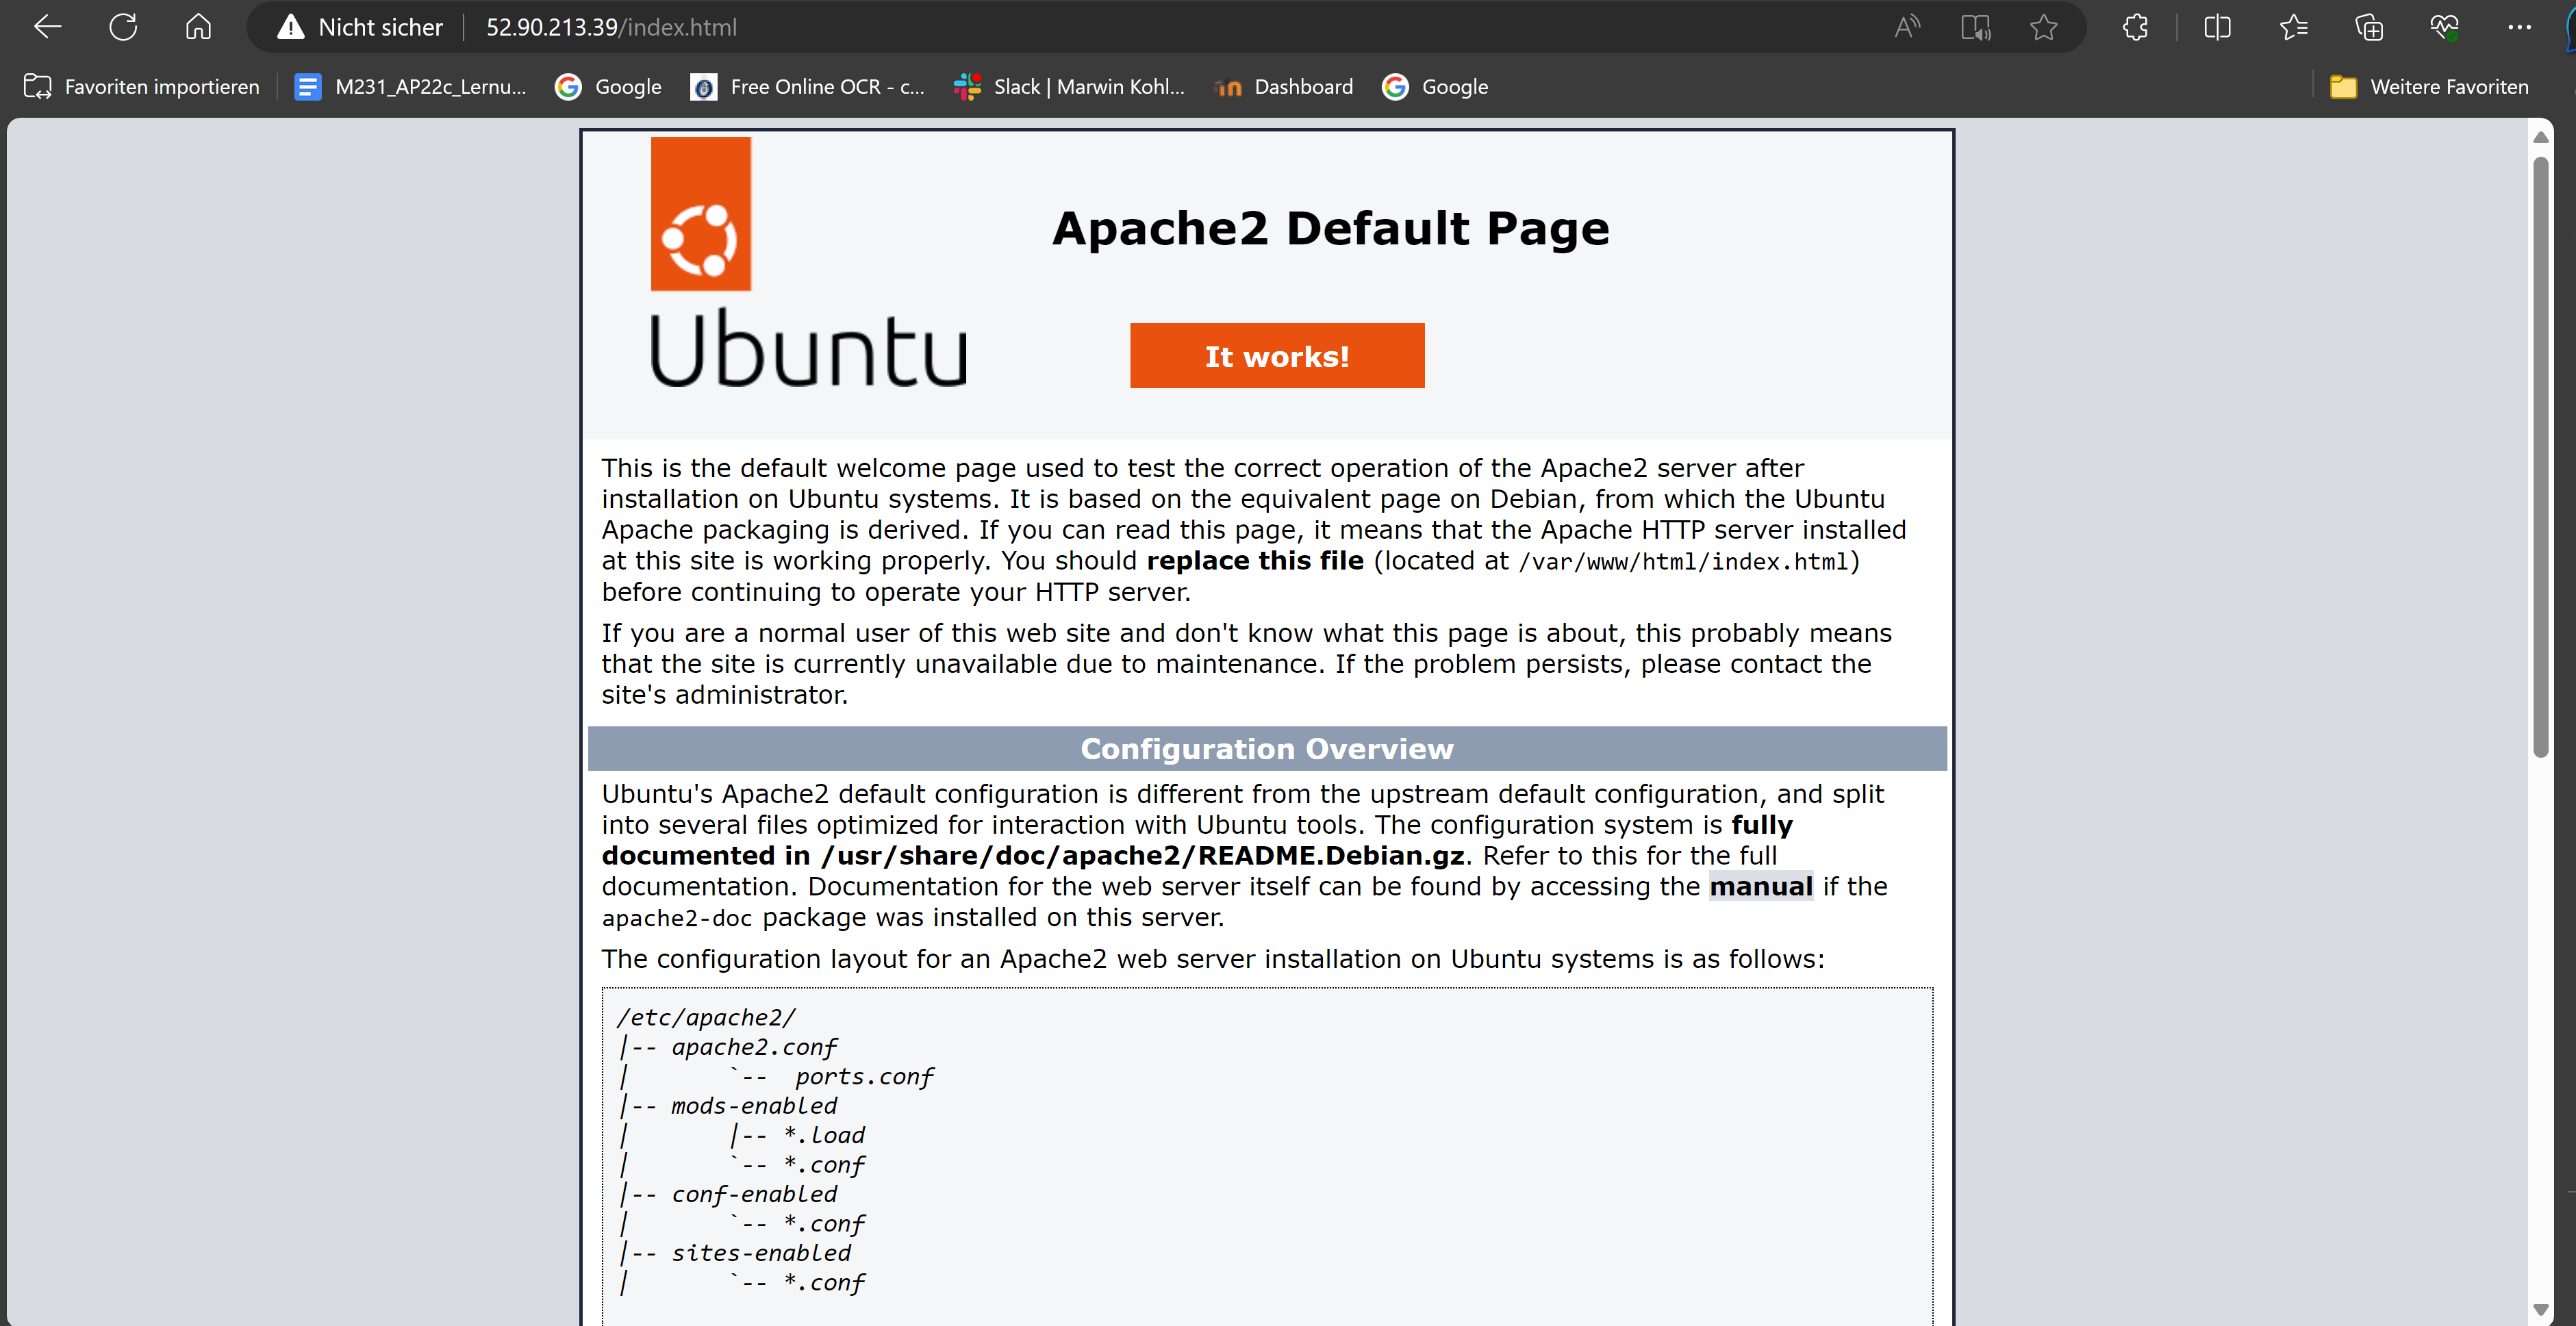 Nicht sicher 52.90.213.39/index.html
Favoriten importieren M231_AP22c_Lernu... Google Free Online OCR - c... Slack | Marwin Kohl... Dashboard Google Weitere Favoriten
Apache2 Default Page
Ubuntu
It works!
This is the default welcome page used to test the correct operation of the Apache2 server after
installation on Ubuntu systems. It is based on the equivalent page on Debian, from which the Ubuntu
Apache packaging is derived. If you can read this page, it means that the Apache HTTP server installed
at this site is working properly. You should replace this file (located at /var/www/html/index.html)
before continuing to operate your HTTP server.
If you are a normal user of this web site and don't know what this page is about, this probably means
that the site is currently unavailable due to maintenance. If the problem persists, please contact the
site's administrator.
Configuration Overview
Ubuntu's Apache2 default configuration is different from the upstream default configuration, and split
into several files optimized for interaction with Ubuntu tools. The configuration system is fully
documented in /usr/share/doc/apache2/README.Debian.gz. Refer to this for the full
documentation. Documentation for the web server itself can be found by accessing the manual if the
apache2-doc package was installed on this server.
The configuration layout for an Apache2 web server installation on Ubuntu systems is as follows:
/etc/apache2/
|-- apache2.conf
|       `--  ports.conf
|-- mods-enabled
|       |-- *.load
|       `-- *.conf
|-- conf-enabled
|       `-- *.conf
|-- sites-enabled
|       `-- *.conf